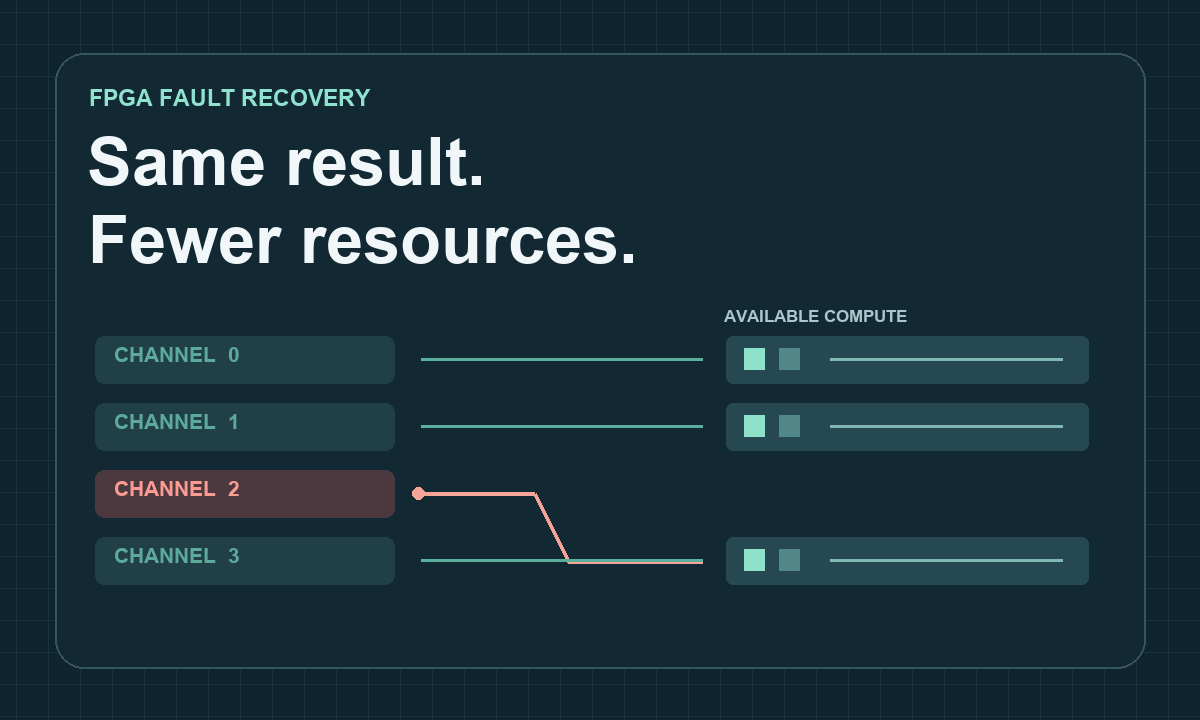 FPGA FAULT RECOVERY
Same result.
Fewer resources.
AVAILABLE COMPUTE
CHANNEL 0
CHANNEL 1
CHANNEL 2
CHANNEL 3